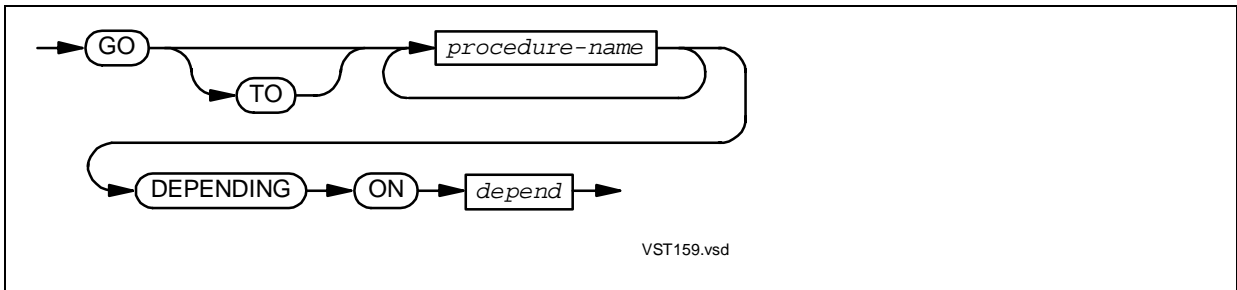 GO procedure-name
TO
DEPENDING ON depend
VST159.vsd